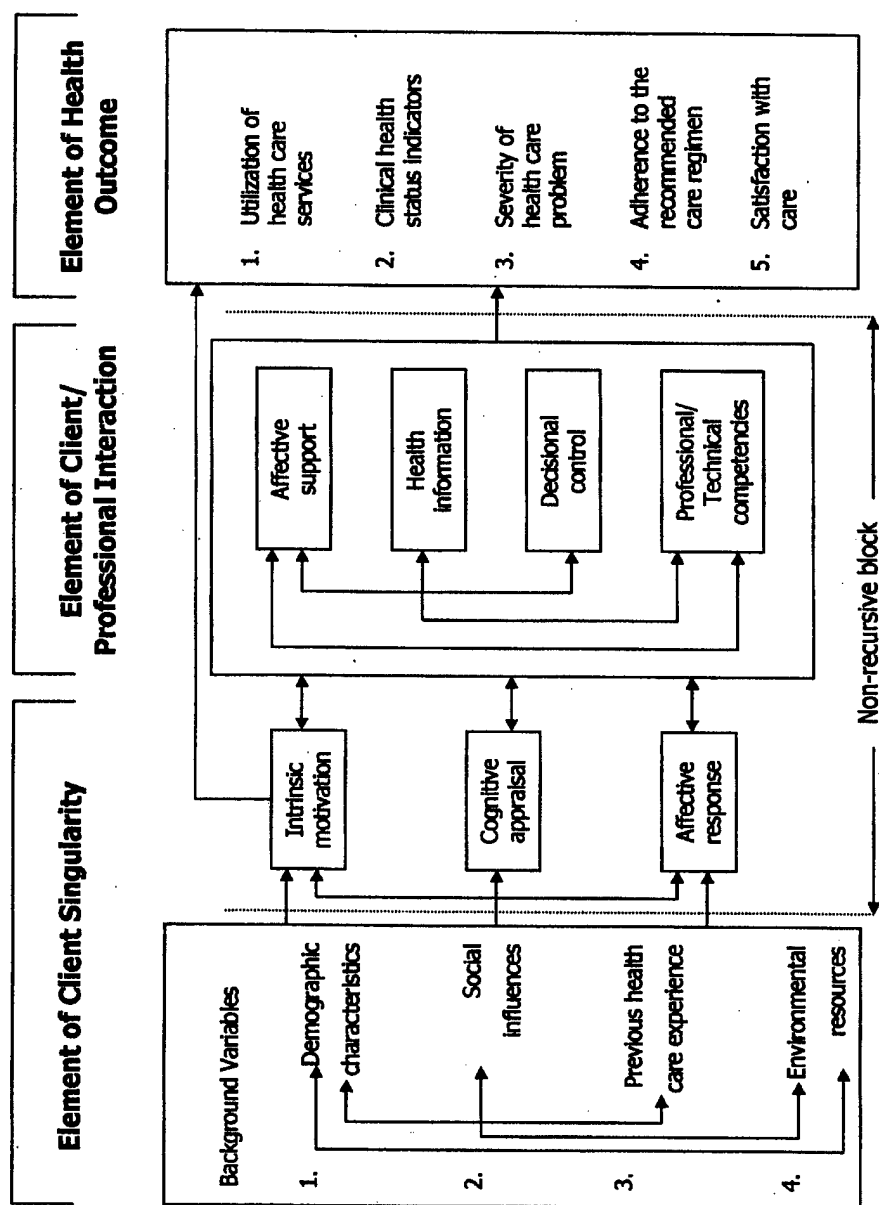 Element of Client Singularity
Element of Client/
Professional Interaction
Element of Health
Outcome
Background Variables
1.
Demographic
characteristics
2.
Social
influences
3.
Previous health
care experience
4.
Environmental
resources
Intrinsic
motivation
Cognitive
appraisal
Affective
response
Affective
support
Health
information
Decisional
control
Professional/
Technical
competencies
1. Utilization of
health care
services
2. Clinical health
status indicators
3. Severity of
health care
problem
4. Adherence to the
recommended
care regimen
5. Satisfaction with
care
Non-recursive block